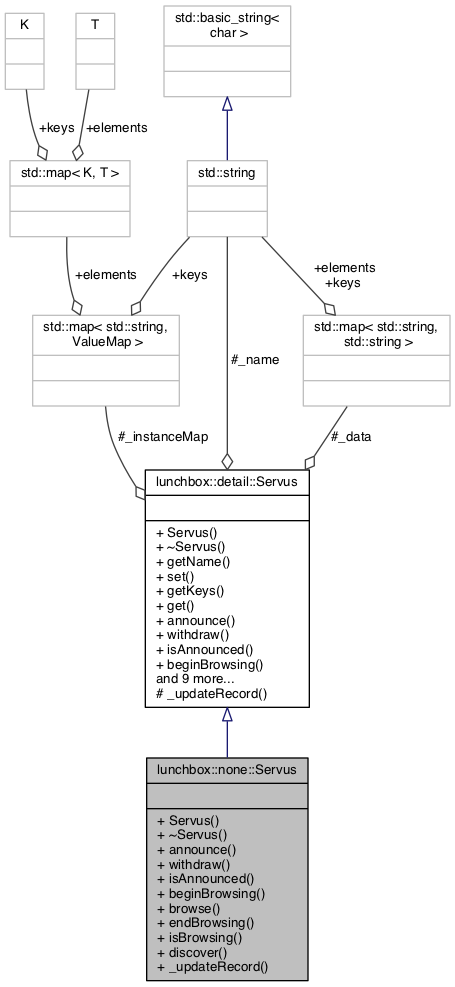 K
T
std::basic_string<
char >
+keys
+elements
std::map< K, T >
std::string
+elements
+keys
+elements
+keys
std::map< std::string,
ValueMap >
#_name
std::map< std::string,
std::string >
#_instanceMap
#_data
lunchbox::detail::Servus
+ Servus()
+ ~Servus()
+ getName()
+ set()
+ getKeys()
+ get()
+ announce()
+ withdraw()
+ isAnnounced()
+ beginBrowsing()
and 9 more...
# _updateRecord()
lunchbox::none::Servus
+ Servus()
+ ~Servus()
+ announce()
+ withdraw()
+ isAnnounced()
+ beginBrowsing()
+ browse()
+ endBrowsing()
+ isBrowsing()
+ discover()
+ _updateRecord()